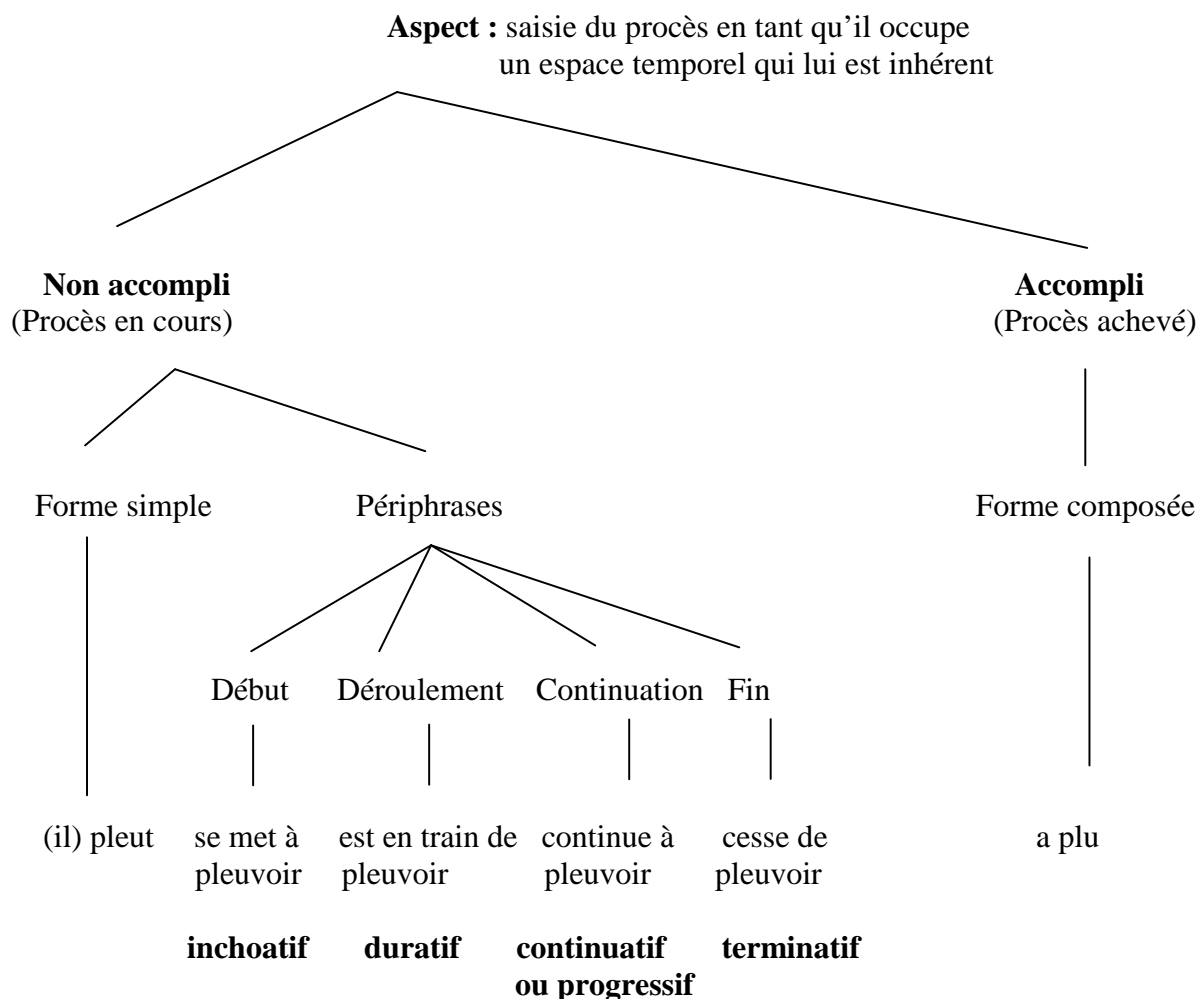 Aspect : saisie du procès en tant qu’il occupe
un espace temporel qui lui est inhérent
Non accompli
(Procès en cours)
Accompli
(Procès achevé)
Forme simple
Périphrases
Forme composée
Début
Déroulement
Continuation
Fin
(il) pleut
se met à
pleuvoir
est en train de
pleuvoir
continue à
pleuvoir
cesse de
pleuvoir
a plu
inchoatif
duratif
continuatif
ou progressif
terminatif